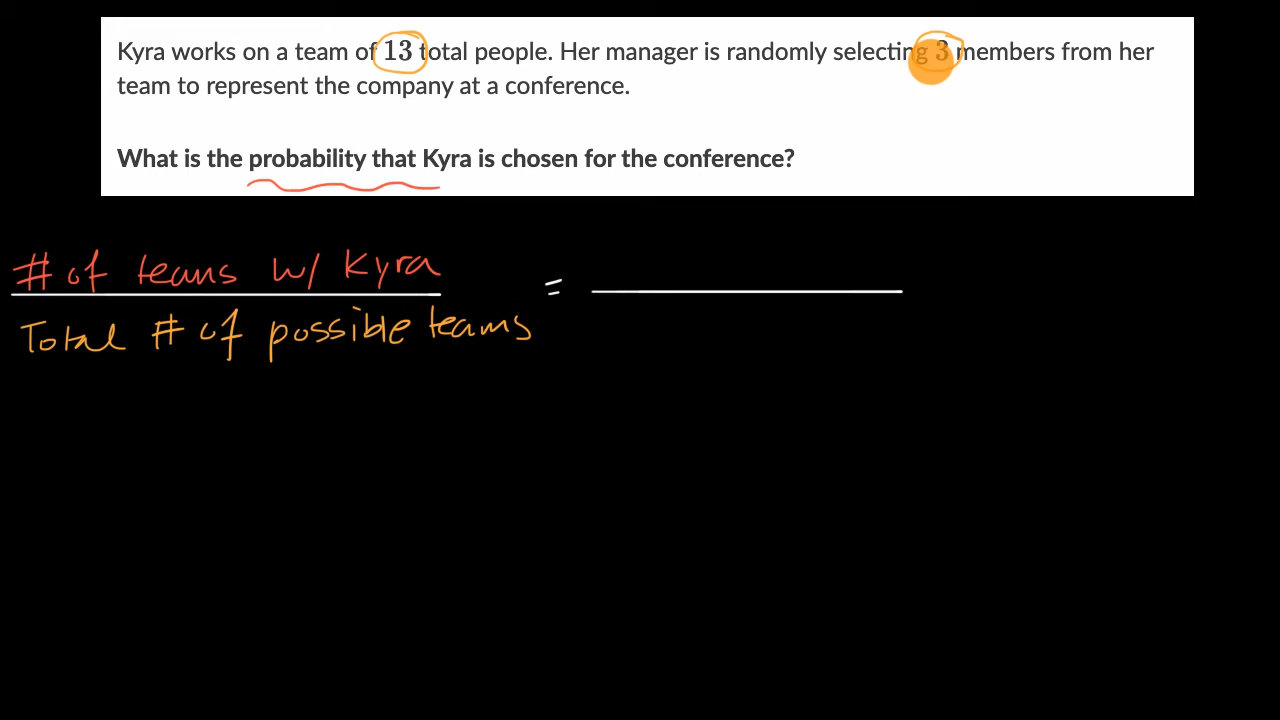 Kyra works on a team of 13 total people. Her manager is randomly selecting 3 members from her
team to represent the company at a conference.
What is the probability that Kyra is chosen for the conference?
# of teams w/ Kyra
=
Total # of possible teams